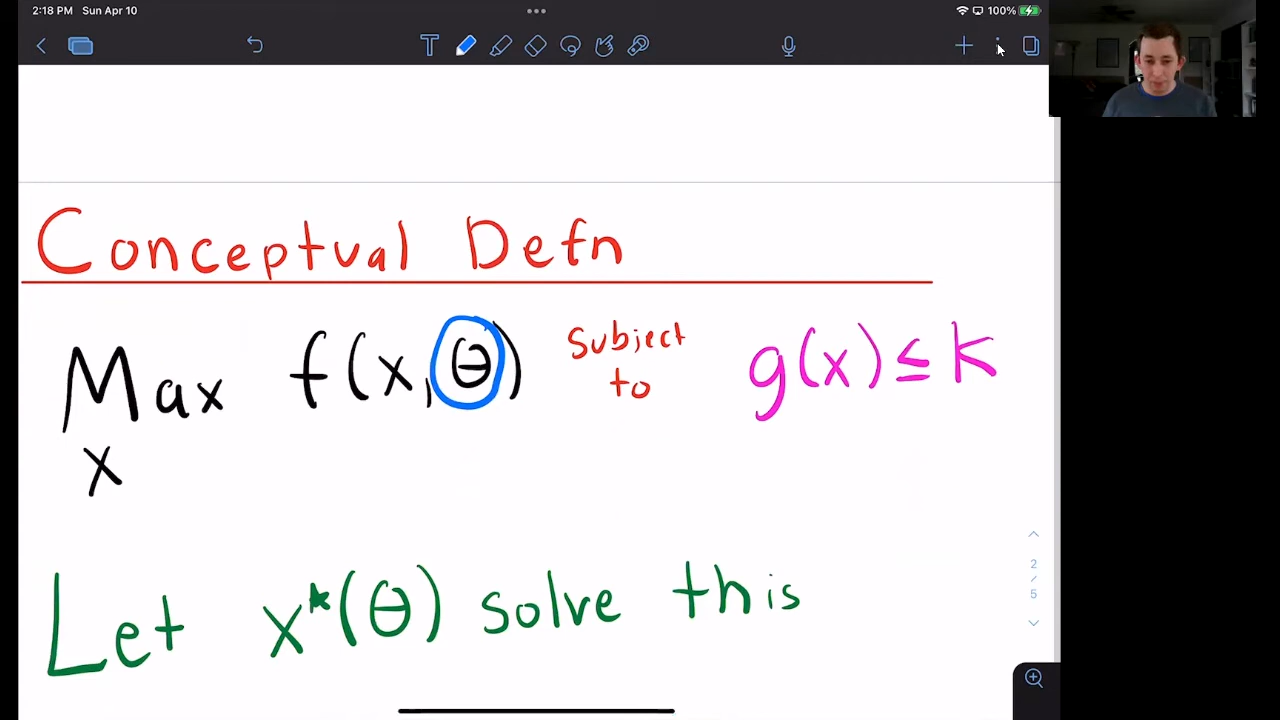 2:18 PM Sun Apr 10
100%
T
Conceptual Defn
Max f(x,θ) subject to g(x) ≤ k
x
2
5
Let x*(θ) solve this